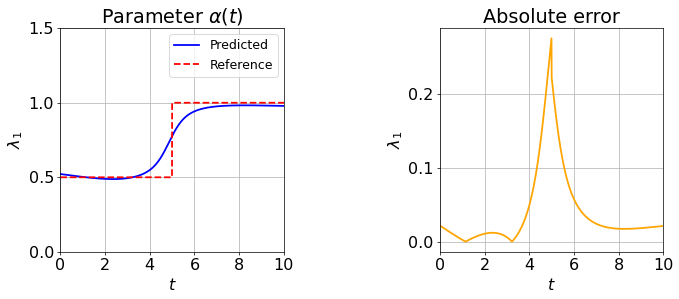 Parameter α(t)
λ₁
1.5
1.0
0.5
0.0
Predicted
Reference
0 2 4 6 8 10
t
Absolute error
λ₁
0.2
0.1
0.0
0 2 4 6 8 10
t